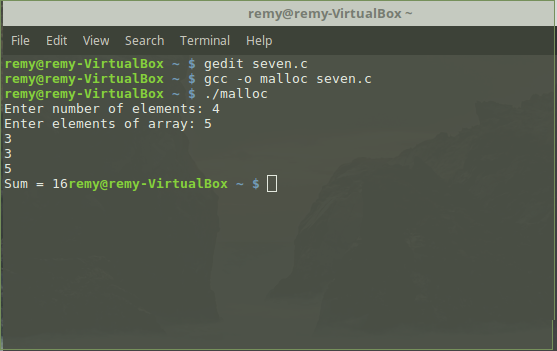 remy@remy-VirtualBox ~
File Edit View Search Terminal Help
remy@remy-VirtualBox ~ $ gedit seven.c
remy@remy-VirtualBox ~ $ gcc -o malloc seven.c
remy@remy-VirtualBox ~ $ ./malloc
Enter number of elements: 4
Enter elements of array: 5
3
3
5
Sum = 16remy@remy-VirtualBox ~ $